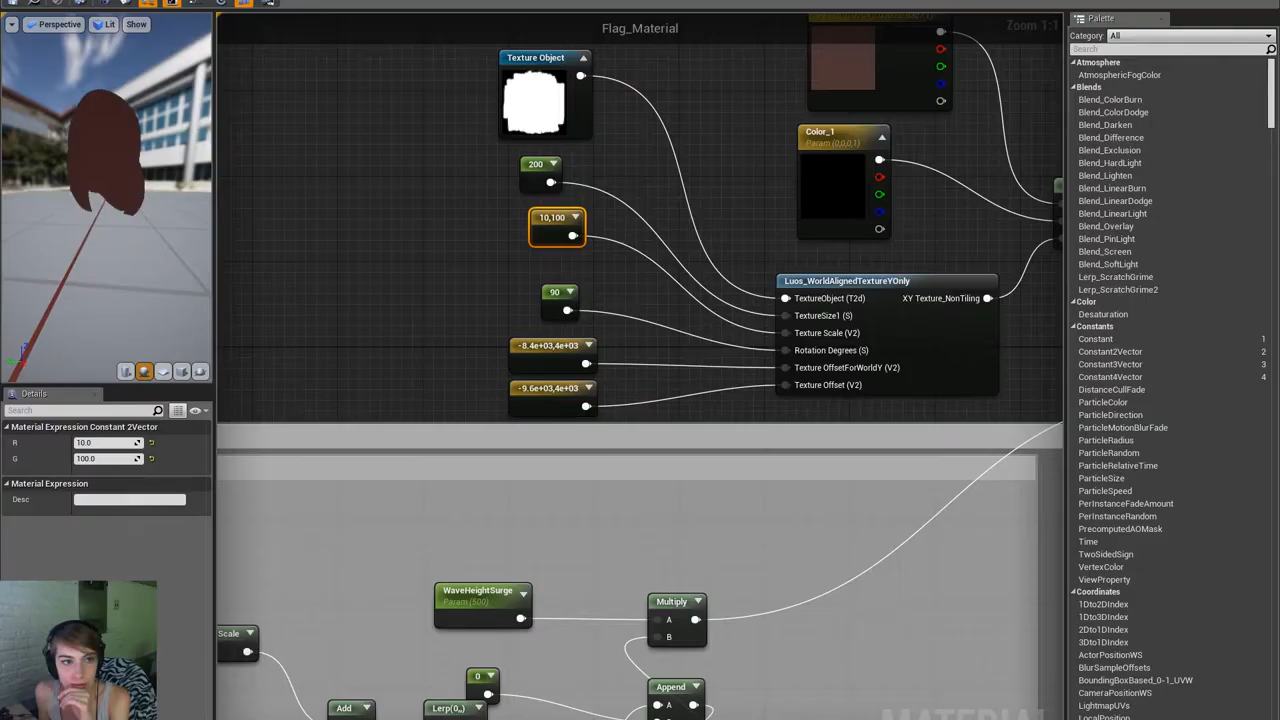 Perspective
Lit
Show
Flag_Material
Zoom 1:1
Texture Object
200
10,100
90
-8.4e+03,4e+03
-9.6e+03,4e+03
Color_1
Param (0,0,0,1)
Luos_WorldAlignedTextureYOnly
TextureObject (T2d)
XY Texture_NonTiling
TextureSize1 (S)
Texture Scale (V2)
Rotation Degrees (S)
Texture OffsetForWorldY (V2)
Texture Offset (V2)
WaveHeightSurge
Param (500)
Multiply
A
B
Scale
0
Append
A
Add
Lerp(0,,)
MATERIAL
Details
Search
Material Expression Constant 2Vector
R
10.0
G
100.0
Material Expression
Desc
Palette
Category:
All
Search
Atmosphere
AtmosphericFogColor
Blends
Blend_ColorBurn
Blend_ColorDodge
Blend_Darken
Blend_Difference
Blend_Exclusion
Blend_HardLight
Blend_Lighten
Blend_LinearBurn
Blend_LinearDodge
Blend_LinearLight
Blend_Overlay
Blend_PinLight
Blend_Screen
Blend_SoftLight
Lerp_ScratchGrime
Lerp_ScratchGrime2
Color
Desaturation
Constants
Constant 1
Constant2Vector 2
Constant3Vector 3
Constant4Vector 4
DistanceCullFade
ParticleColor
ParticleDirection
ParticleMotionBlurFade
ParticleRadius
ParticleRandom
ParticleRelativeTime
ParticleSize
ParticleSpeed
PerInstanceFadeAmount
PerInstanceRandom
PrecomputedAOMask
Time
TwoSidedSign
VertexColor
ViewProperty
Coordinates
1Dto2DIndex
1Dto3DIndex
2Dto1DIndex
3Dto1DIndex
ActorPositionWS
BlurSampleOffsets
BoundingBoxBased_0-1_UVW
CameraPositionWS
LightmapUVs